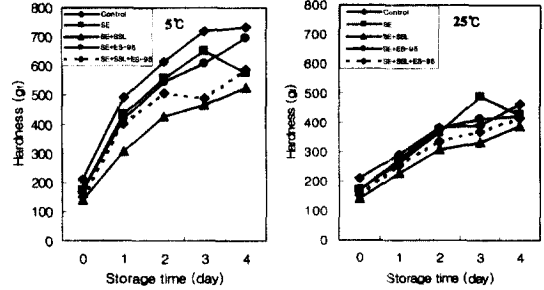 5℃
Control
SE
SE+SSL
SE+ES-95
SE+SSL+ES-95
Hardness (gr)
800
700
600
500
400
300
200
100
0
0 1 2 3 4
Storage time (day)
25℃
Control
SE
SE+SSL
SE+ES-95
SE+SSL+ES-95
Hardness (gr)
800
700
600
500
400
300
200
100
0
0 1 2 3 4
Storage time (day)